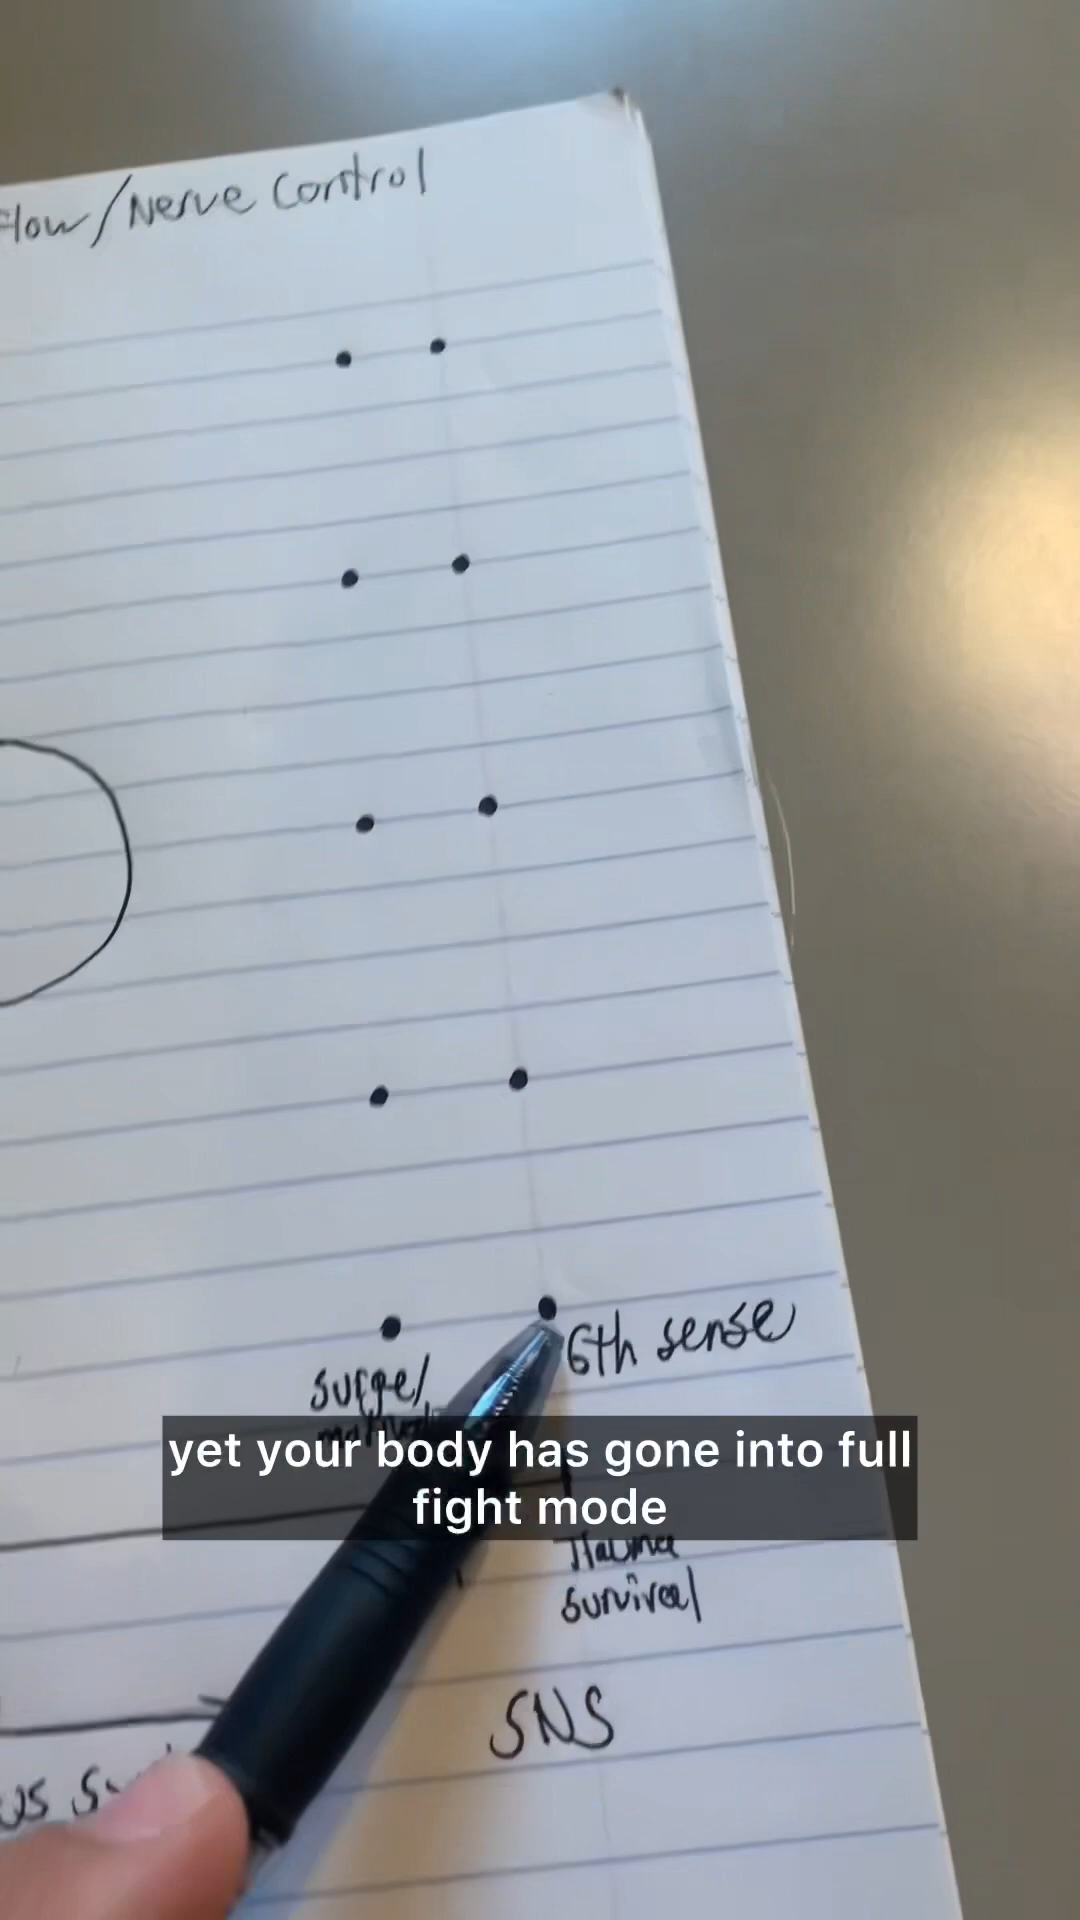 Flow/Nerve Control
6th sense
yet your body has gone into full
fight mode
survival
SNS